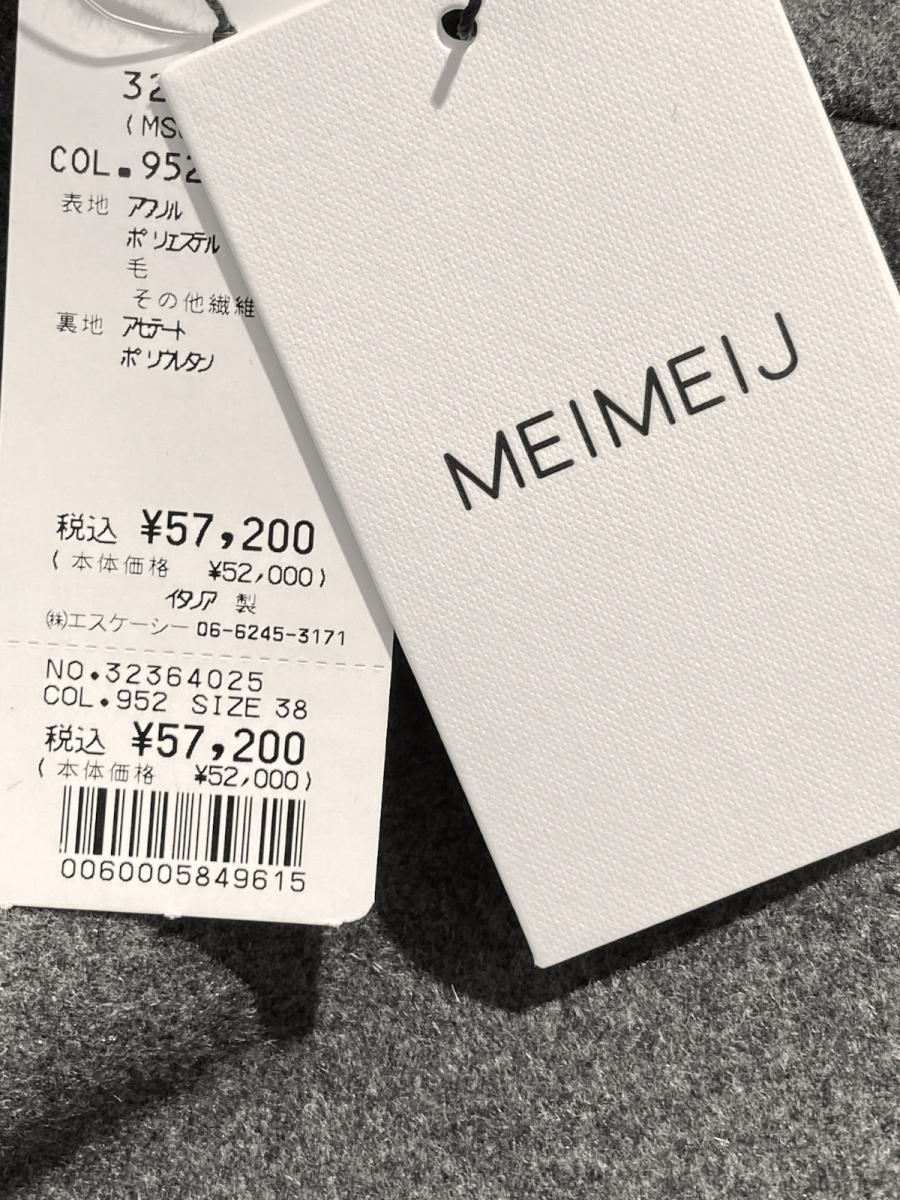 32
(MS
COL.952
表地 アクリル
ポリエステル
毛
その他繊維
裏地 アセテート
ポリウレタン
税込 ¥57,200
(本体価格 ¥52,000)
イタリア 製
㈱エスケーシー 06-6245-3171
NO.32364025
COL.952 SIZE 38
税込 ¥57,200
(本体価格 ¥52,000)
0060005849615
MEIMEIJ